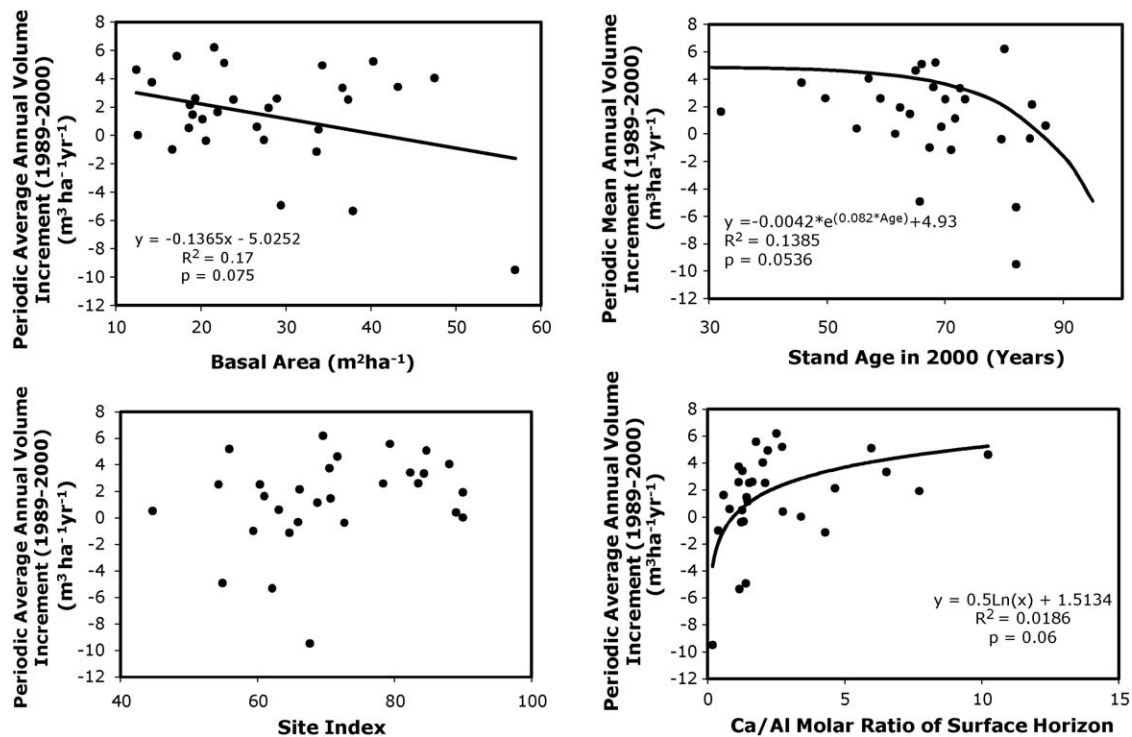 Periodic Average Annual Volume
Increment (1989-2000)
(m³ ha⁻¹yr⁻¹)
8
6
4
2
0
-2
-4
-6
-8
-10
-12
y = -0.1365x - 5.0252
R² = 0.17
p = 0.075
10 20 30 40 50 60
Basal Area (m²ha⁻¹)
Periodic Mean Annual Volume
Increment (1989-2000)
(m³ha⁻¹yr⁻¹)
8
6
4
2
0
-2
-4
-6
-8
-10
-12
y =-0.0042*e(0.082*Age)+4.93
R² = 0.1385
p = 0.0536
30 50 70 90
Stand Age in 2000 (Years)
Periodic Average Annual Volume
Increment (1989-2000)
(m³ ha⁻¹yr⁻¹)
8
6
4
2
0
-2
-4
-6
-8
-10
-12
40 60 80 100
Site Index
Periodic Average Annual Volume
Increment (1989-2000)
(m³ha⁻¹yr⁻¹)
8
6
4
2
0
-2
-4
-6
-8
-10
-12
y = 0.5Ln(x) + 1.5134
R² = 0.0186
p = 0.06
0 5 10 15
Ca/Al Molar Ratio of Surface Horizon